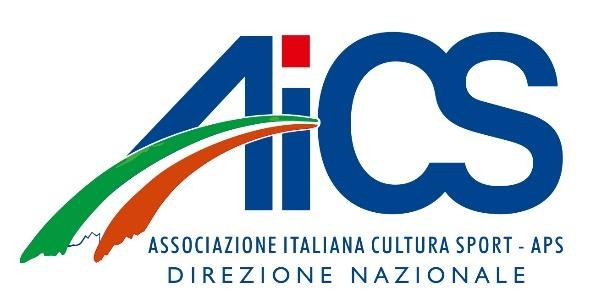 AiCS
ASSOCIAZIONE ITALIANA CULTURA SPORT - APS
DIREZIONE NAZIONALE